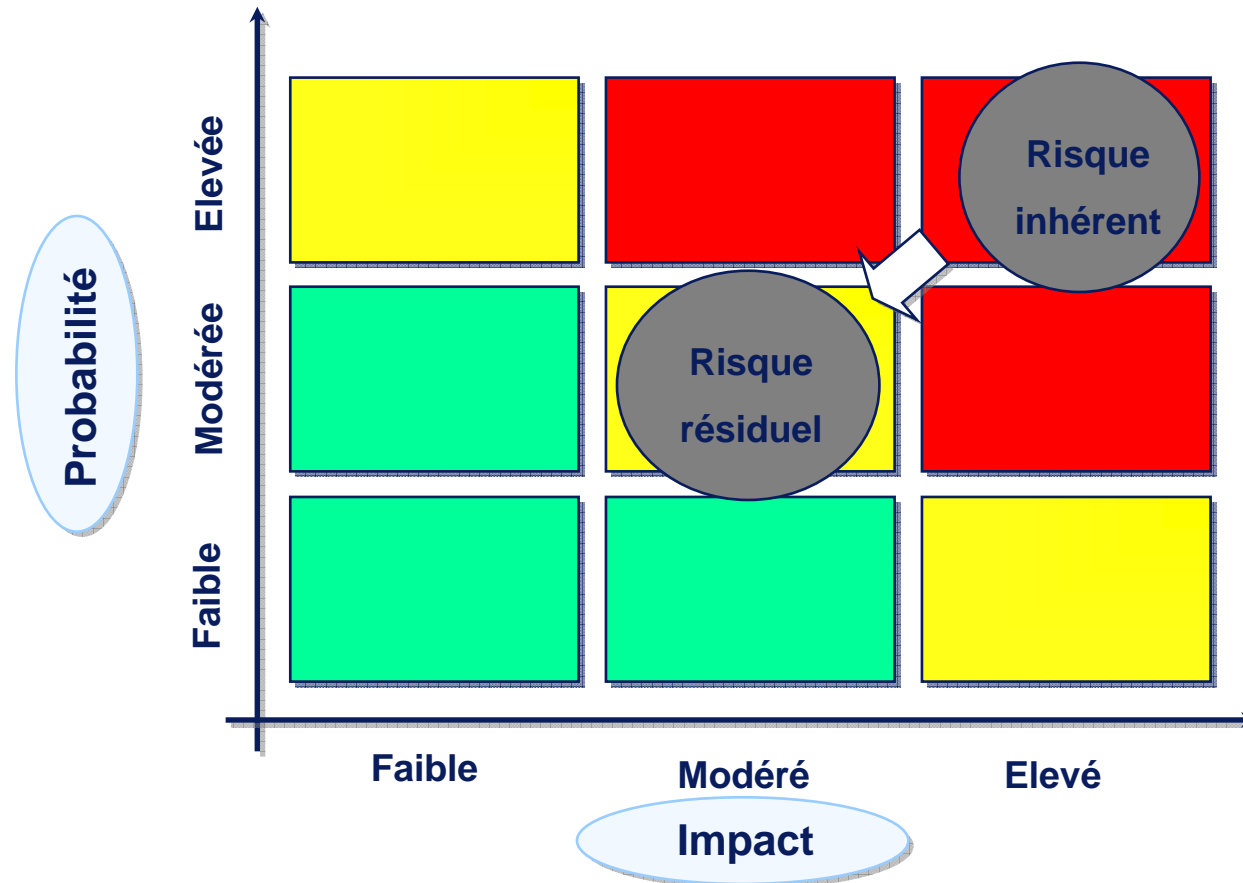 Probabilité
Elevée
Modérée
Faible
Risque
inhérent
Risque
résiduel
Faible
Modéré
Elevé
Impact